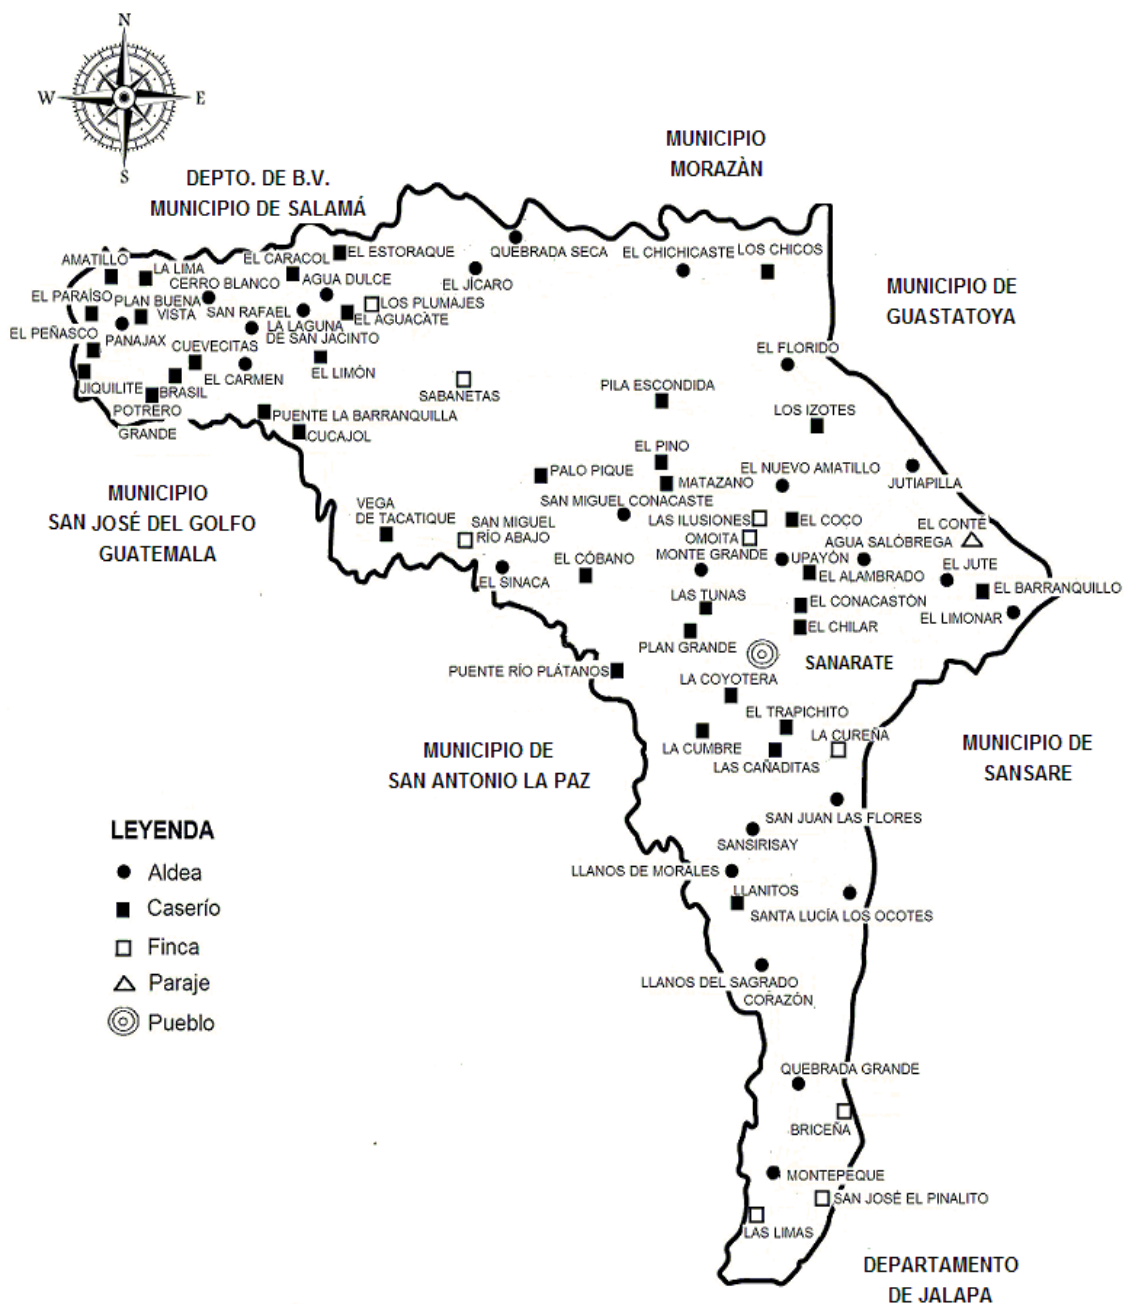 N
W
E
S
MUNICIPIO
MORAZÀN
DEPTO. DE B.V.
MUNICIPIO DE SALAMÁ
AMATILLO
LA LIMA
EL CARACOL
EL ESTORAQUE
QUEBRADA SECA
EL CHICHICASTE
LOS CHICOS
CERRO BLANCO
AGUA DULCE
EL JÍCARO
EL PARAÍSO
PLAN BUENA
VISTA
SAN RAFAEL
LOS PLUMAJES
EL AGUACATE
LA LAGUNA
DE SAN JACINTO
EL PEÑASCO
PANAJAX
CUEVECITAS
EL CARMEN
EL LIMÓN
JIQUILITE
BRASIL
POTRERO
GRANDE
PUENTE LA BARRANQUILLA
CUCAJOL
SABANETAS
MUNICIPIO DE
GUASTATOYA
EL FLORIDO
PILA ESCONDIDA
LOS IZOTES
EL PINO
MATAZANO
PALO PIQUE
EL NUEVO AMATILLO
JUTIAPILLA
SAN MIGUEL CONACASTE
MUNICIPIO
SAN JOSÉ DEL GOLFO
GUATEMALA
VEGA
DE TACATIQUE
SAN MIGUEL
RÍO ABAJO
LAS ILUSIONES
EL COCO
EL CONTÉ
OMOITA
AGUA SALÓBREGA
MONTE GRANDE
UPAYÓN
EL JUTE
EL SINACA
EL CÓBANO
EL ALAMBRADO
EL BARRANQUILLO
LAS TUNAS
EL CONACASTÓN
EL LIMONAR
EL CHILAR
PLAN GRANDE
SANARATE
PUENTE RÍO PLÁTANOS
LA COYOTERA
EL TRAPICHITO
LA CUMBRE
LA CUREÑA
LAS CAÑADITAS
MUNICIPIO DE
SAN ANTONIO LA PAZ
MUNICIPIO DE
SANSARE
SAN JUAN LAS FLORES
SANSIRISAY
LLANOS DE MORALES
LLANITOS
SANTA LUCÍA LOS OCOTES
LEYENDA
Aldea
Caserío
Finca
Paraje
Pueblo
LLANOS DEL SAGRADO
CORAZÓN
QUEBRADA GRANDE
BRICEÑA
MONTEPEQUE
SAN JOSÉ EL PINALITO
LAS LIMAS
DEPARTAMENTO
DE JALAPA